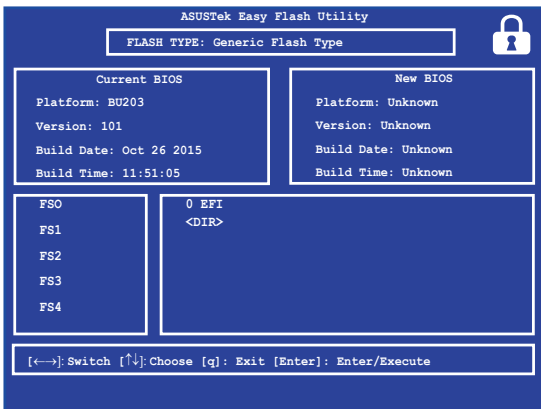 ASUSTek Easy Flash Utility
FLASH TYPE: Generic Flash Type
Current BIOS
Platform: BU203
Version: 101
Build Date: Oct 26 2015
Build Time: 11:51:05
New BIOS
Platform: Unknown
Version: Unknown
Build Date: Unknown
Build Time: Unknown
FSO
FS1
FS2
FS3
FS4
0 EFI
<DIR>
[←→]: Switch [↑↓]: Choose [q]: Exit [Enter]: Enter/Execute